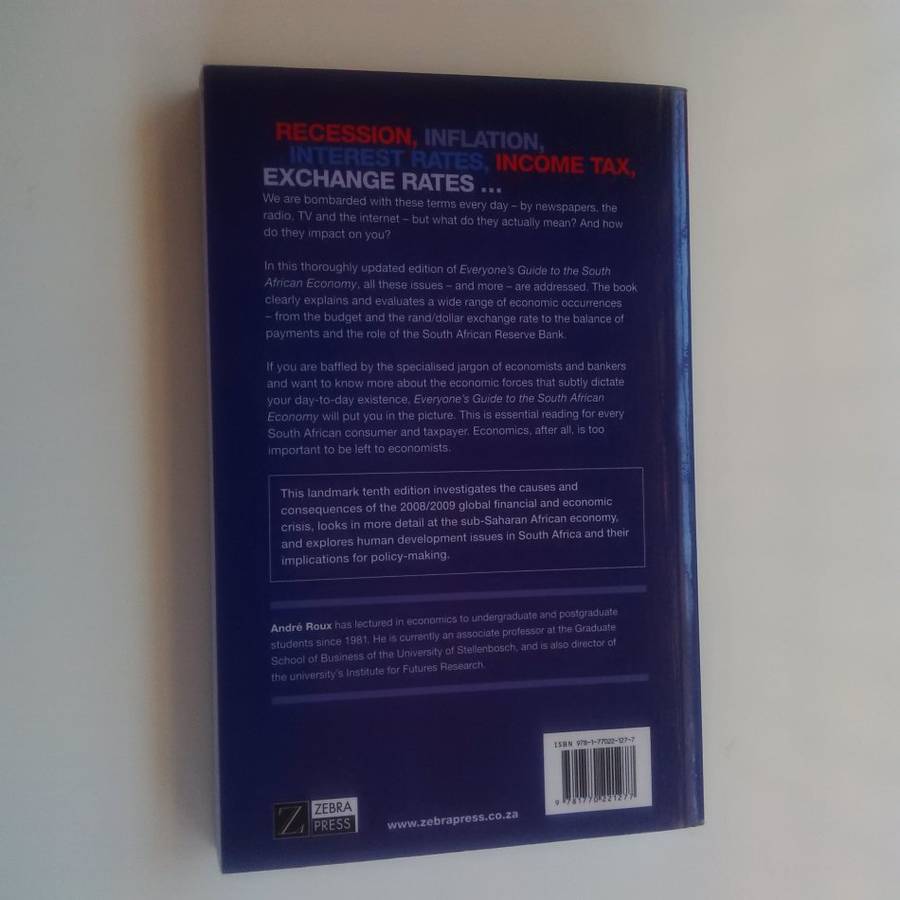 RECESSION, INFLATION,
INTEREST RATES, INCOME TAX,
EXCHANGE RATES ...
We are bombarded with these terms every day – by newspapers, the
radio, TV and the internet – but what do they actually mean? And how
do they impact on you?
In this thoroughly updated edition of Everyone's Guide to the South
African Economy, all these issues – and more – are addressed. The book
clearly explains and evaluates a wide range of economic occurrences
– from the budget and the rand/dollar exchange rate to the balance of
payments and the role of the South African Reserve Bank.
If you are baffled by the specialised jargon of economists and bankers
and want to know more about the economic forces that subtly dictate
your day-to-day existence, Everyone's Guide to the South African
Economy will put you in the picture. This is essential reading for every
South African consumer and taxpayer. Economics, after all, is too
important to be left to economists.
This landmark tenth edition investigates the causes and
consequences of the 2008/2009 global financial and economic
crisis, looks in more detail at the sub-Saharan African economy,
and explores human development issues in South Africa and their
implications for policy-making.
André Roux has lectured in economics to undergraduate and postgraduate
students since 1981. He is currently an associate professor at the Graduate
School of Business of the University of Stellenbosch, and is also director of
the university's Institute for Futures Research.
ISBN 978-1-77022-127-7
9 781770 221277
Z ZEBRA
PRESS
www.zebrapress.co.za